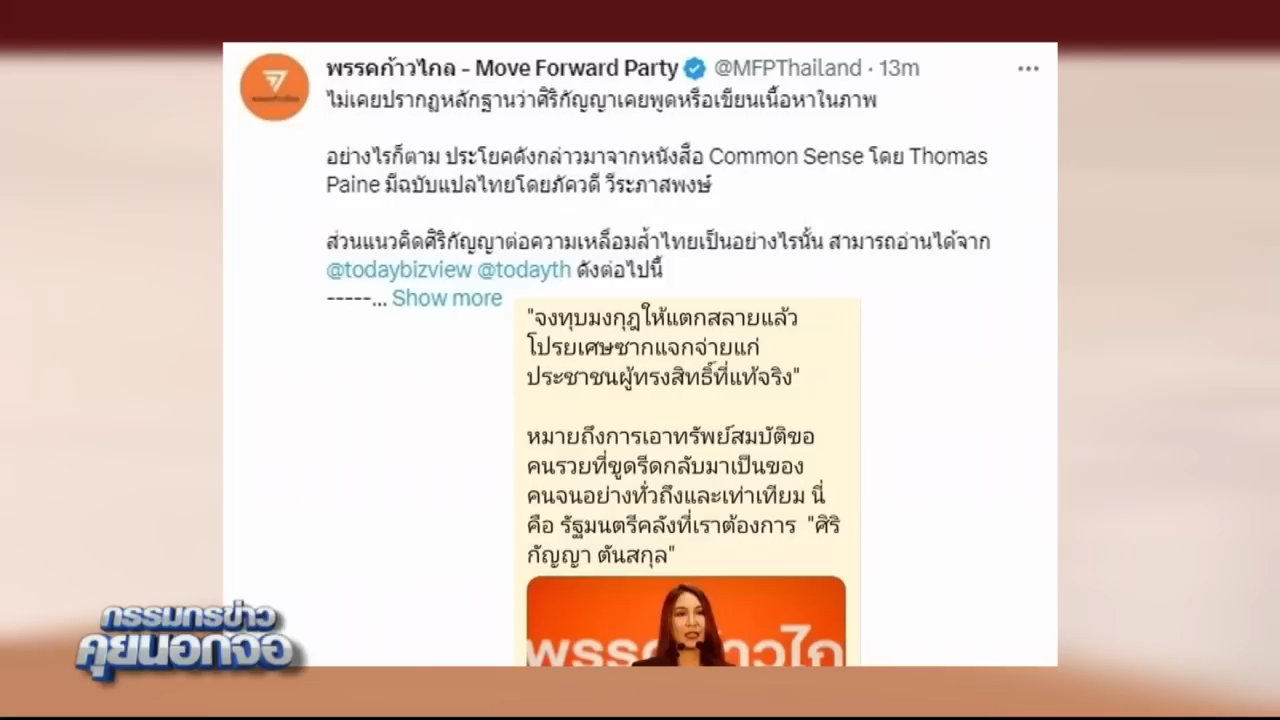 พรรคก้าวไกล - Move Forward Party @MFPThailand · 13m
ไม่เคยปรากฏหลักฐานว่าศิริกัญญาเคยพูดหรือเขียนเนื้อหาในภาพ
อย่างไรก็ตาม ประโยคดังกล่าวมาจากหนังสือ Common Sense โดย Thomas
Paine มีฉบับแปลไทยโดยภัควดี วีระภาสพงษ์
ส่วนแนวคิดศิริกัญญาต่อความเหลื่อมล้ำไทยเป็นอย่างไรนั้น สามารถอ่านได้จาก
@todaybizview @todayth ดังต่อไปนี้
-----... Show more
"จงทุบมงกุฎให้แตกสลายแล้ว
โปรยเศษซากแจกจ่ายแก่
ประชาชนผู้ทรงสิทธิ์ที่แท้จริง"
หมายถึงการเอาทรัพย์สมบัติขอ
คนรวยที่ขูดรีดกลับมาเป็นของ
คนจนอย่างทั่วถึงและเท่าเทียม นี่
คือ รัฐมนตรีคลังที่เราต้องการ "ศิริ
กัญญา ตันสกุล"
พรรคก้าวไก
กรรมกรข่าว
คุยนอกจอ